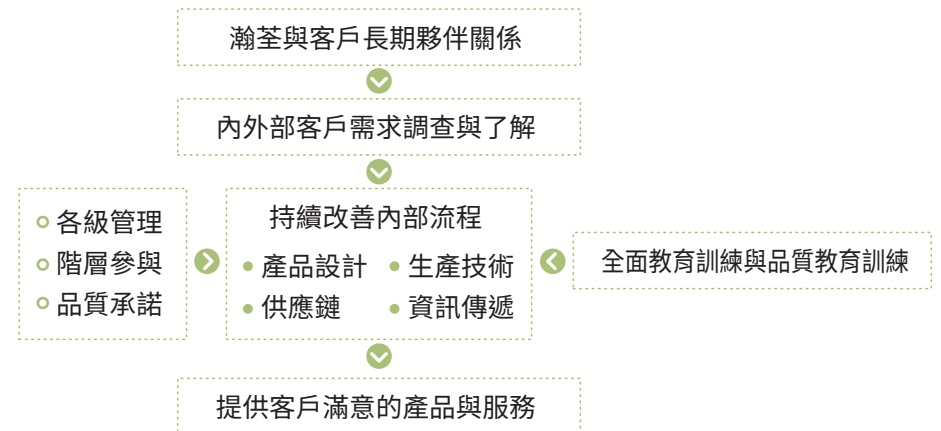 瀚荃與客戶長期夥伴關係
內外部客戶需求調查與了解
各級管理
階層參與
品質承諾
持續改善內部流程
產品設計
生產技術
供應鏈
資訊傳遞
全面教育訓練與品質教育訓練
提供客戶滿意的產品與服務